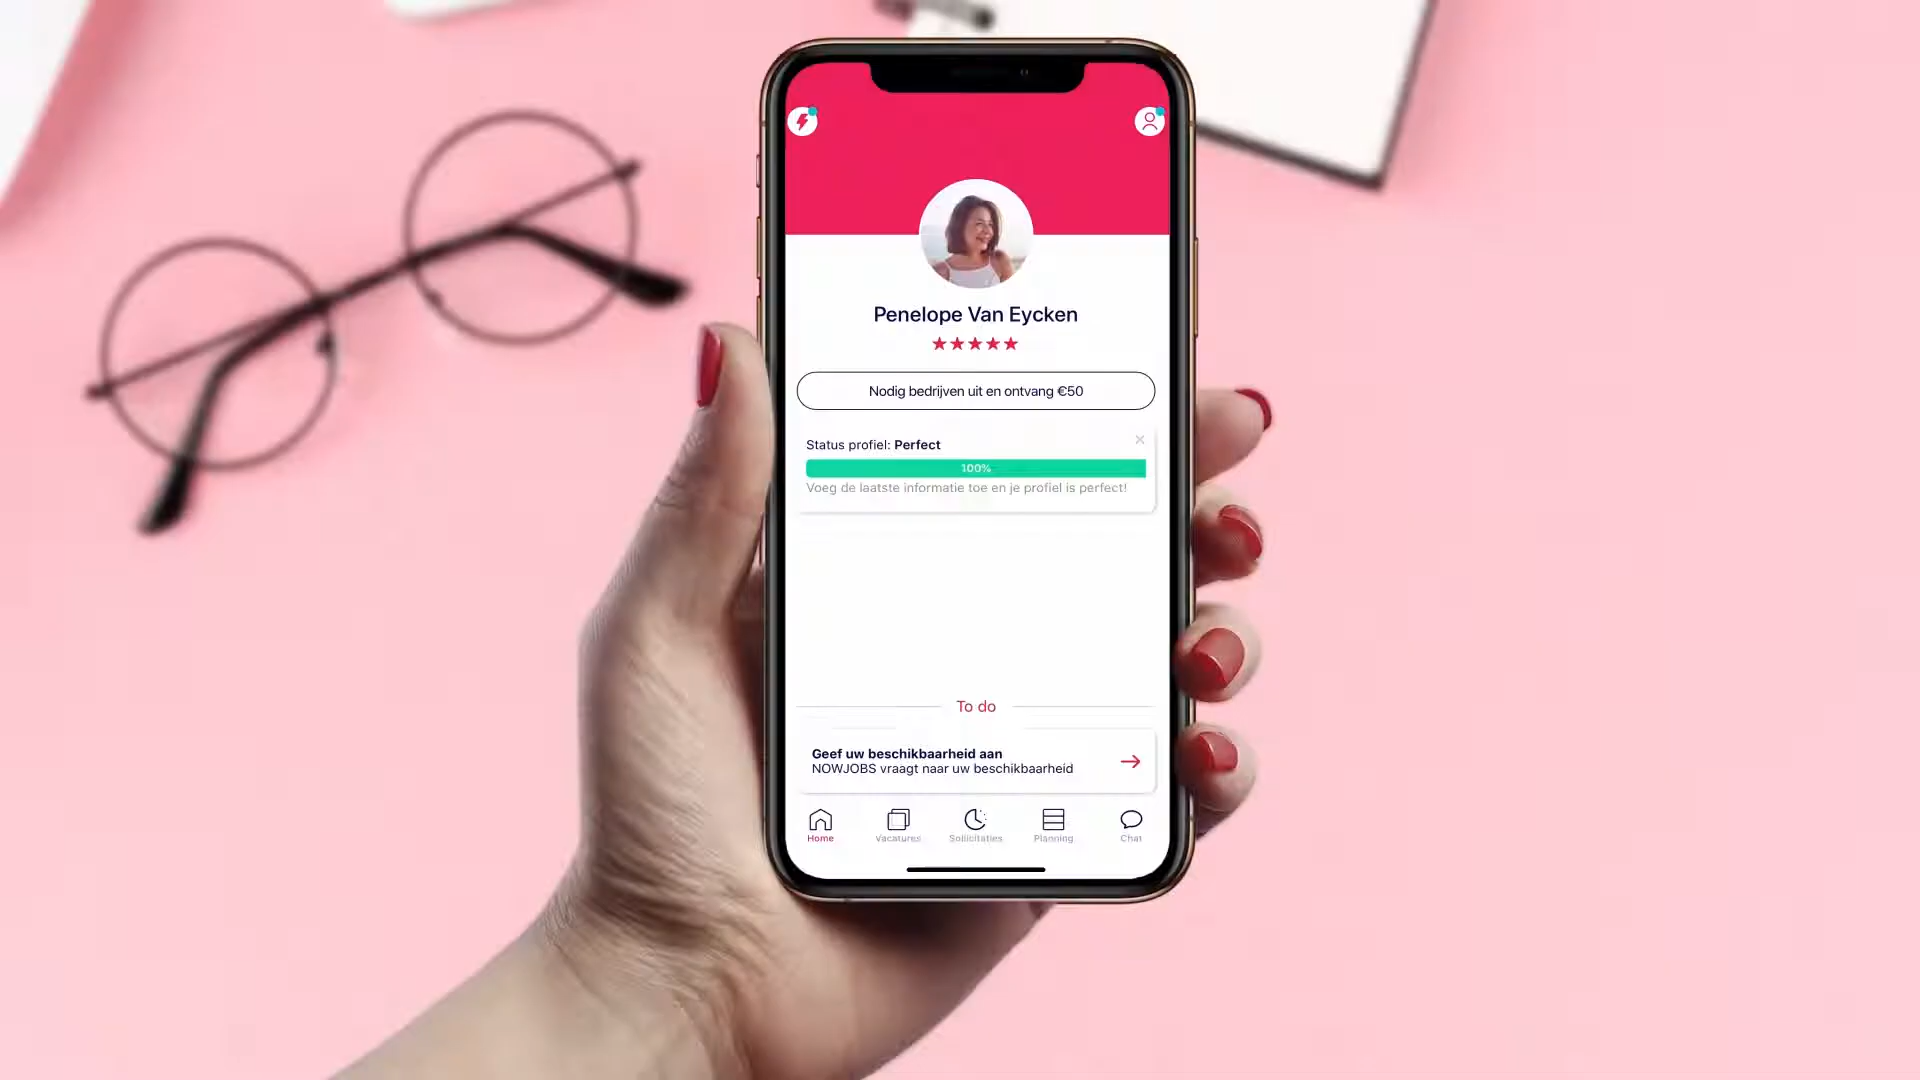 Penelope Van Eycken
Nodig bedrijven uit en ontvang €50
Status profiel: Perfect
100%
Voeg de laatste informatie toe en je profiel is perfect!
To do
Geef uw beschikbaarheid aan
NOWJOBS vraagt naar uw beschikbaarheid
Home Vacatures Sollicitaties Planning Chat